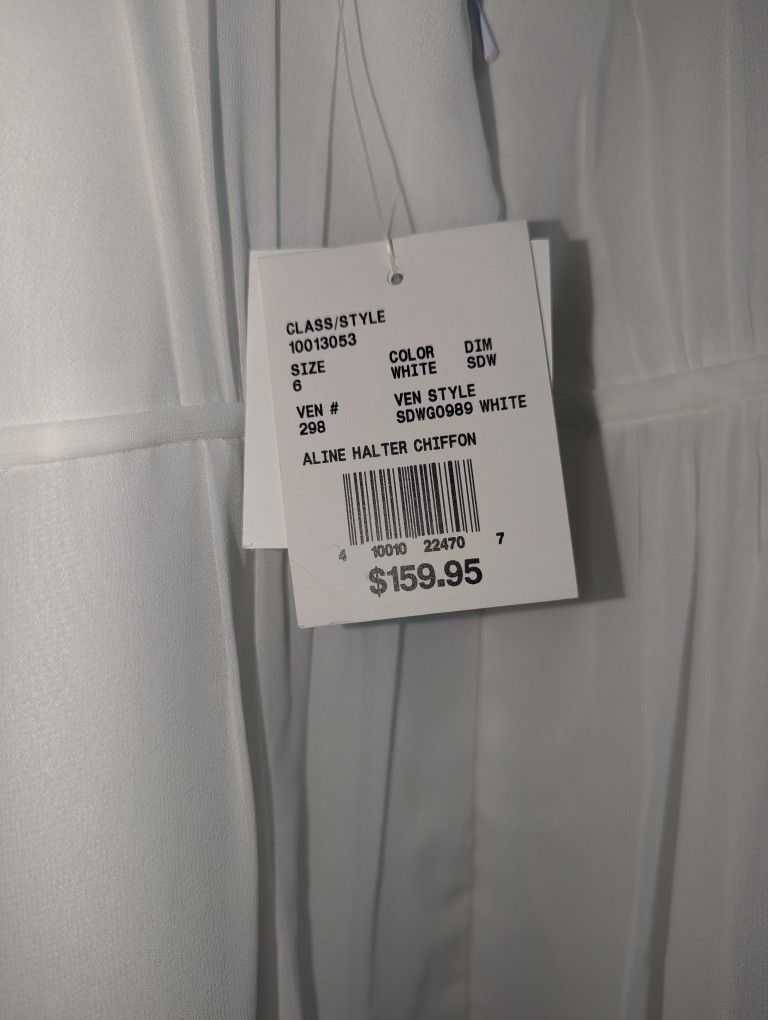 CLASS/STYLE
10013053
SIZE COLOR DIM
6 WHITE SDW
VEN # VEN STYLE
298 SDWG0989 WHITE
ALINE HALTER CHIFFON
4 10010 22470 7
$159.95